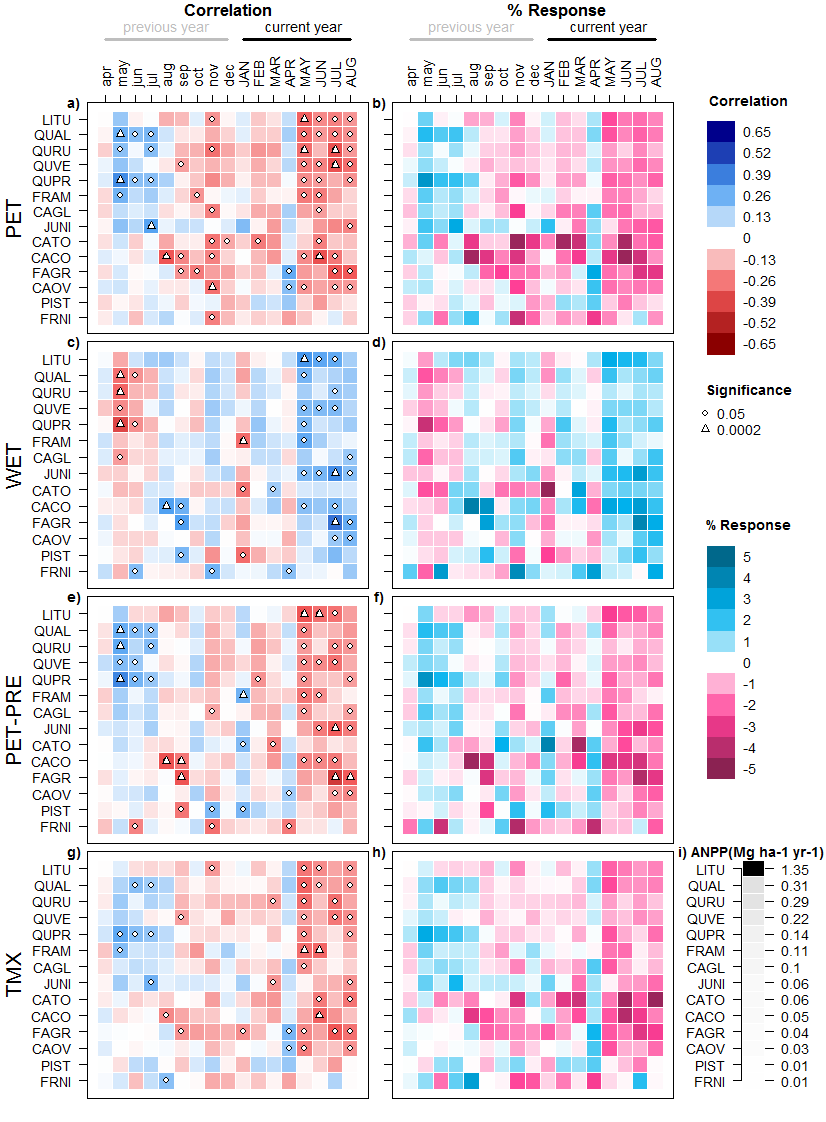 Correlation
% Response
previous year
current year
previous year
current year
apr may jun jul aug sep oct nov dec JAN FEB MAR APR MAY JUN JUL AUG
apr may jun jul aug sep oct nov dec JAN FEB MAR APR MAY JUN JUL AUG
a)
b)
PET
LITU
QUAL
QURU
QUVE
QUPR
FRAM
CAGL
JUNI
CATO
CACO
FAGR
CAOV
PIST
FRNI
c)
d)
WET
LITU
QUAL
QURU
QUVE
QUPR
FRAM
CAGL
JUNI
CATO
CACO
FAGR
CAOV
PIST
FRNI
e)
f)
PET-PRE
LITU
QUAL
QURU
QUVE
QUPR
FRAM
CAGL
JUNI
CATO
CACO
FAGR
CAOV
PIST
FRNI
g)
h)
TMX
LITU
QUAL
QURU
QUVE
QUPR
FRAM
CAGL
JUNI
CATO
CACO
FAGR
CAOV
PIST
FRNI
Correlation
0.65
0.52
0.39
0.26
0.13
0
-0.13
-0.26
-0.39
-0.52
-0.65
Significance
0.05
0.0002
% Response
5
4
3
2
1
0
-1
-2
-3
-4
-5
i) ANPP(Mg ha-1 yr-1)
LITU 1.35
QUAL 0.31
QURU 0.29
QUVE 0.22
QUPR 0.14
FRAM 0.11
CAGL 0.1
JUNI 0.06
CATO 0.06
CACO 0.05
FAGR 0.04
CAOV 0.03
PIST 0.01
FRNI 0.01